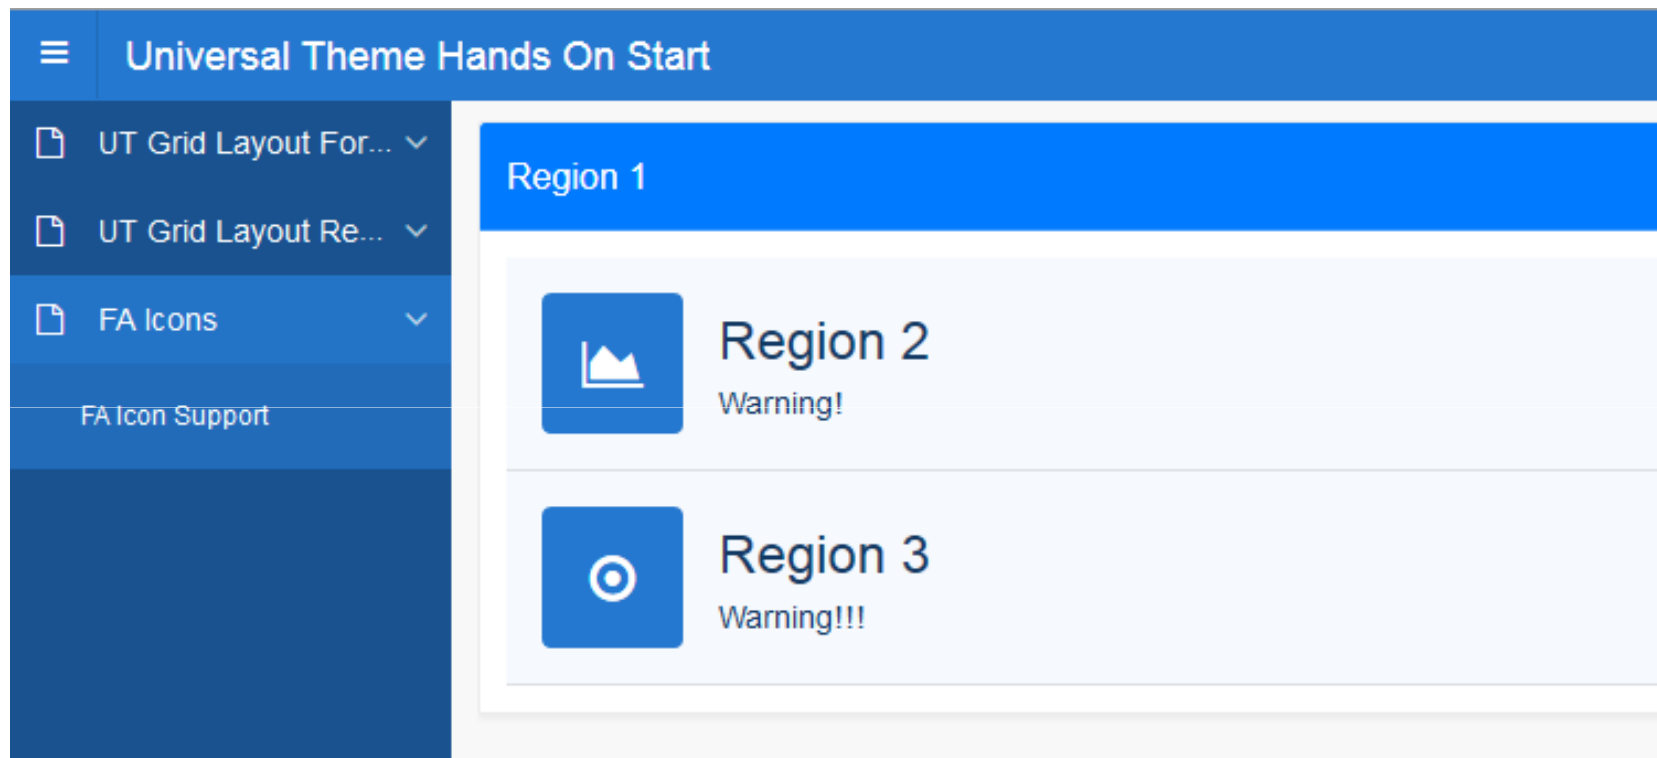 Universal Theme Hands On Start
UT Grid Layout For...
UT Grid Layout Re...
FA Icons
FA Icon Support
Region 1
Region 2
Warning!
Region 3
Warning!!!